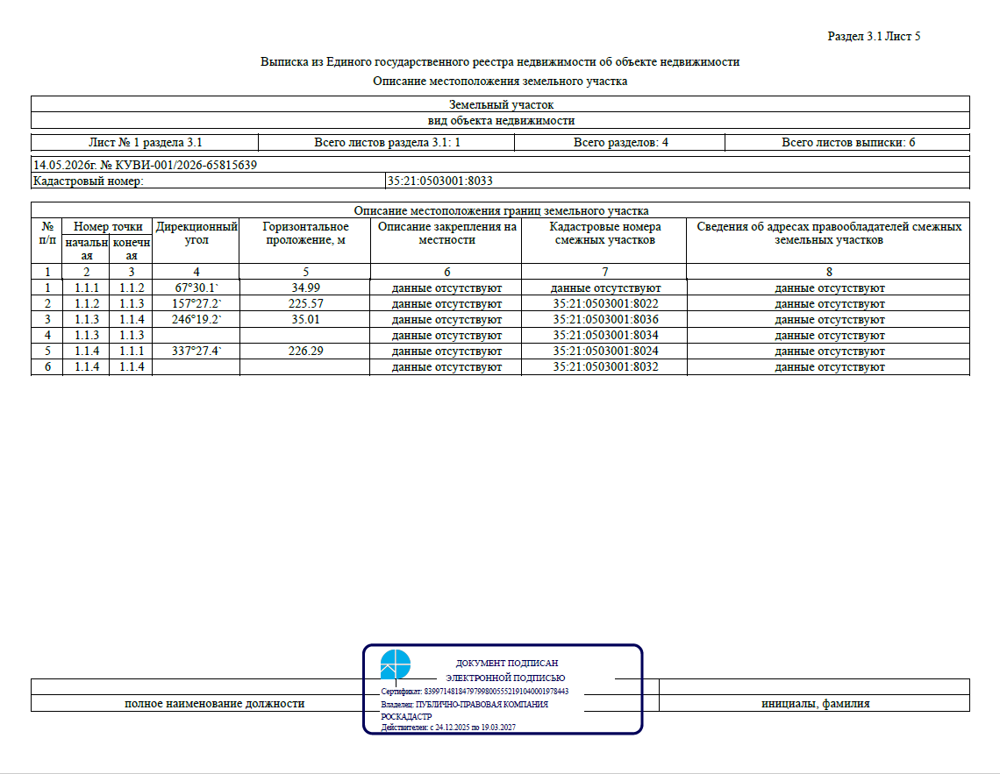 Раздел 3.1 Лист 5
Выписка из Единого государственного реестра недвижимости об объекте недвижимости
Описание местоположения земельного участка
Земельный участок
вид объекта недвижимости
Лист № 1 раздела 3.1 Всего листов раздела 3.1: 1 Всего разделов: 4 Всего листов выписки: 6
14.05.2026г. № КУВИ-001/2026-65815639
Кадастровый номер: 35:21:0503001:8033
Описание местоположения границ земельного участка
№ Номер точки Дирекционный Горизонтальное Описание закрепления на Кадастровые номера Сведения об адресах правообладателей смежных
п/п начальн конечн угол проложение, м местности смежных участков земельных участков
ая ая
1 2 3 4 5 6 7 8
1 1.1.1 1.1.2 67°30.1` 34.99 данные отсутствуют данные отсутствуют данные отсутствуют
2 1.1.2 1.1.3 157°27.2` 225.57 данные отсутствуют 35:21:0503001:8022 данные отсутствуют
3 1.1.3 1.1.4 246°19.2` 35.01 данные отсутствуют 35:21:0503001:8036 данные отсутствуют
4 1.1.3 1.1.3 данные отсутствуют 35:21:0503001:8034 данные отсутствуют
5 1.1.4 1.1.1 337°27.4` 226.29 данные отсутствуют 35:21:0503001:8024 данные отсутствуют
6 1.1.4 1.1.4 данные отсутствуют 35:21:0503001:8032 данные отсутствуют
ДОКУМЕНТ ПОДПИСАН
ЭЛЕКТРОННОЙ ПОДПИСЬЮ
Сертификат: 83997148184797998005552191040001978443
Владелец: ПУБЛИЧНО-ПРАВОВАЯ КОМПАНИЯ
РОСКАДАСТР
Действителен: с 24.12.2025 по 19.03.2027
полное наименование должности инициалы, фамилия